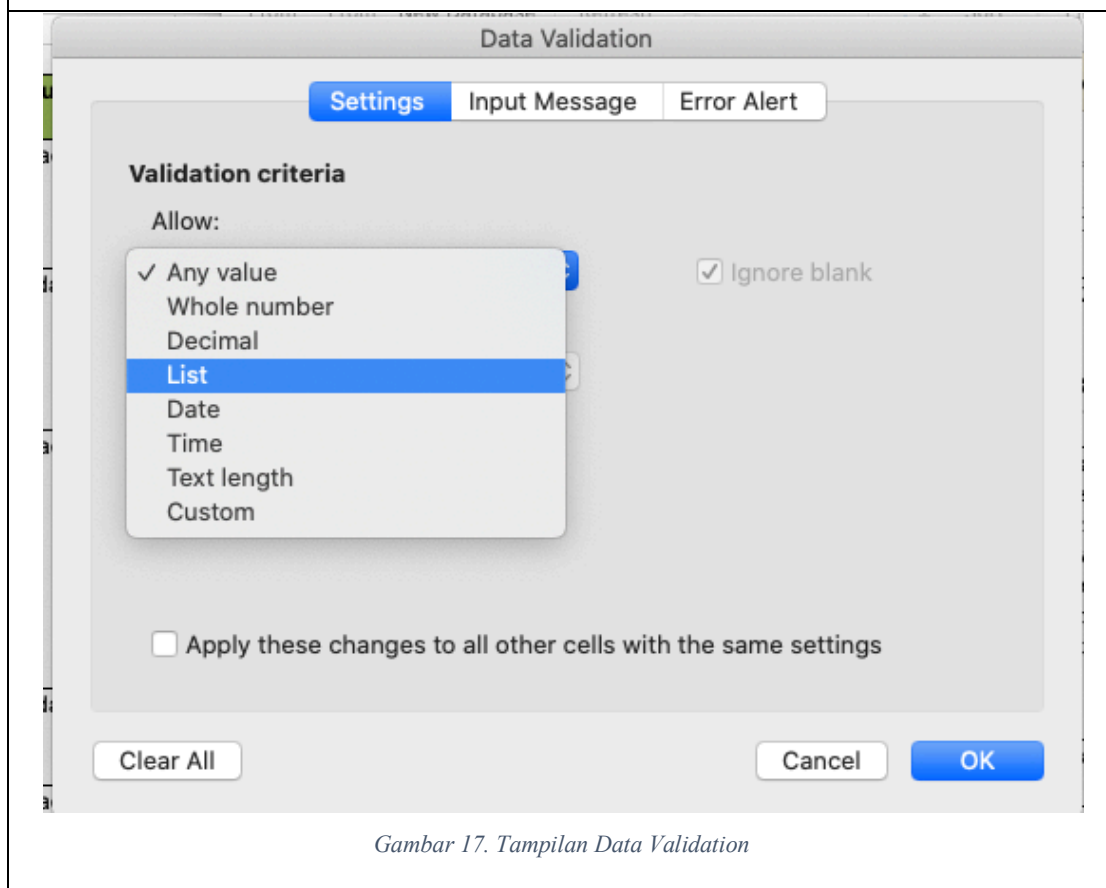 Data Validation
Settings Input Message Error Alert
Validation criteria
Allow:
✓ Any value
Ignore blank
Whole number
Decimal
List
Date
Time
Text length
Custom
Apply these changes to all other cells with the same settings
Clear All Cancel OK
Gambar 17. Tampilan Data Validation